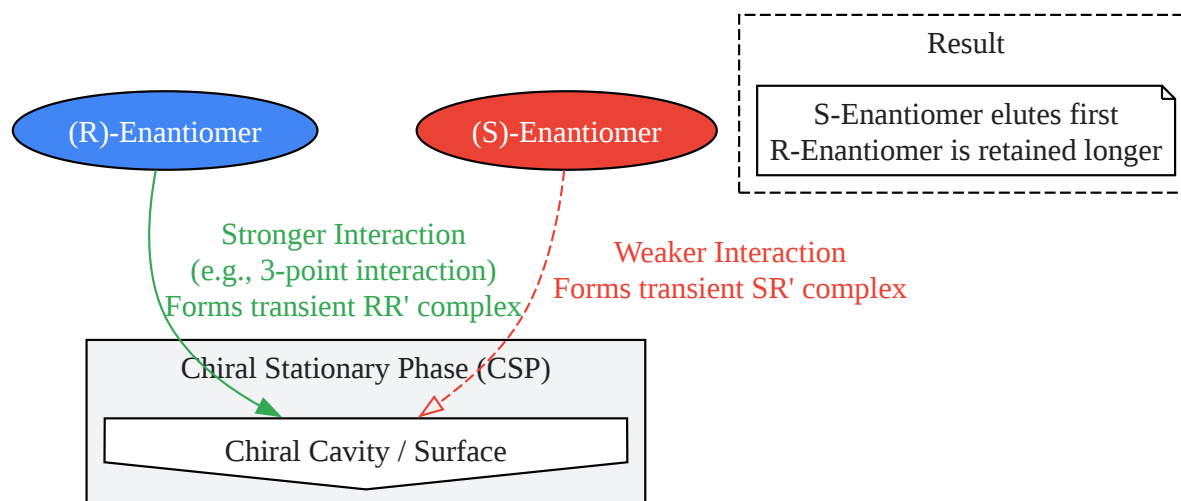 Result
S-Enantiomer elutes first
R-Enantiomer is retained longer
(R)-Enantiomer
(S)-Enantiomer
Stronger Interaction
(e.g., 3-point interaction)
Forms transient RR' complex
Weaker Interaction
Forms transient SR' complex
Chiral Stationary Phase (CSP)
Chiral Cavity / Surface